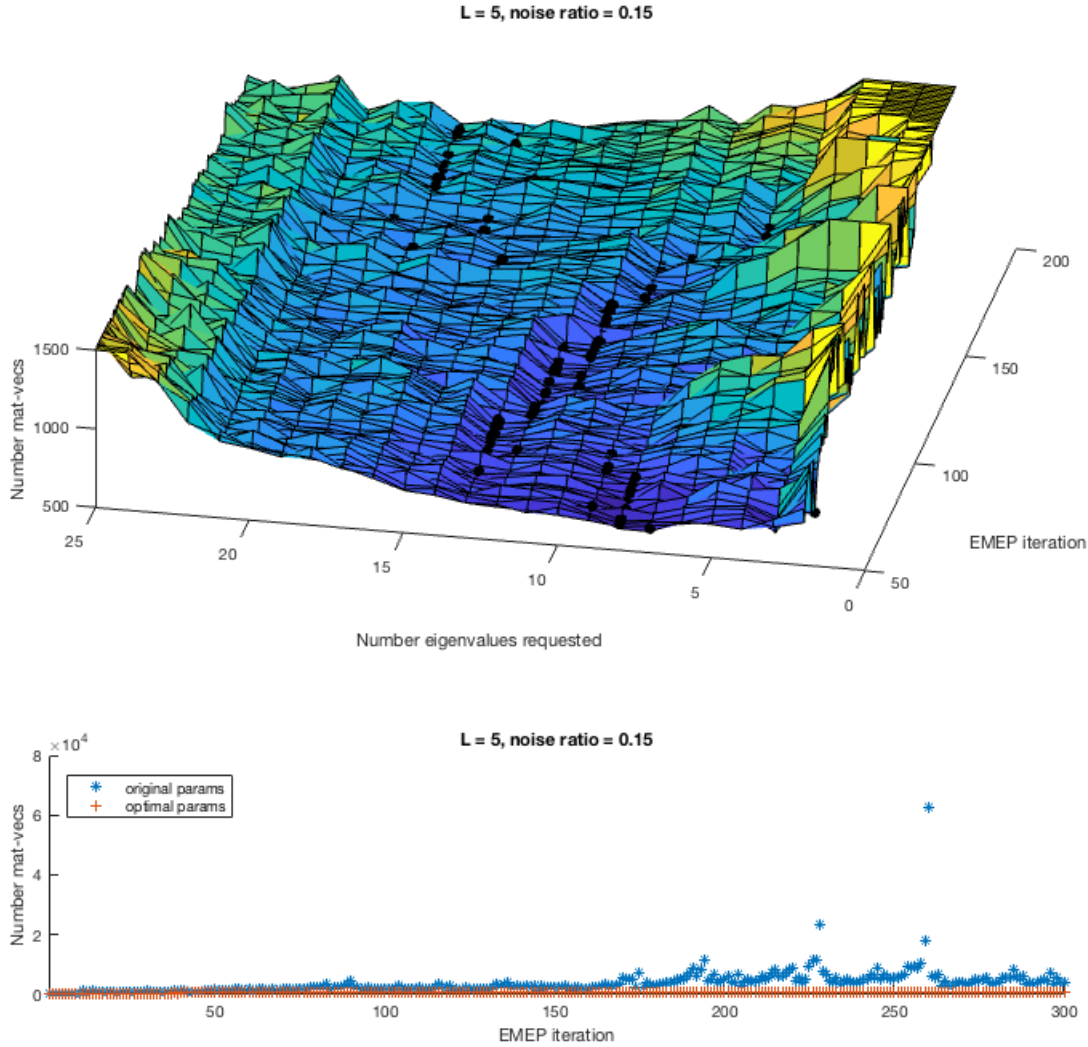 L = 5, noise ratio = 0.15
200
150
100
50
EMEP iteration
1500
1000
500
Number mat-vecs
25
20
15
10
5
0
Number eigenvalues requested
L = 5, noise ratio = 0.15
×10^4
8
6
4
2
0
Number mat-vecs
original params
optimal params
50
100
150
200
250
300
EMEP iteration